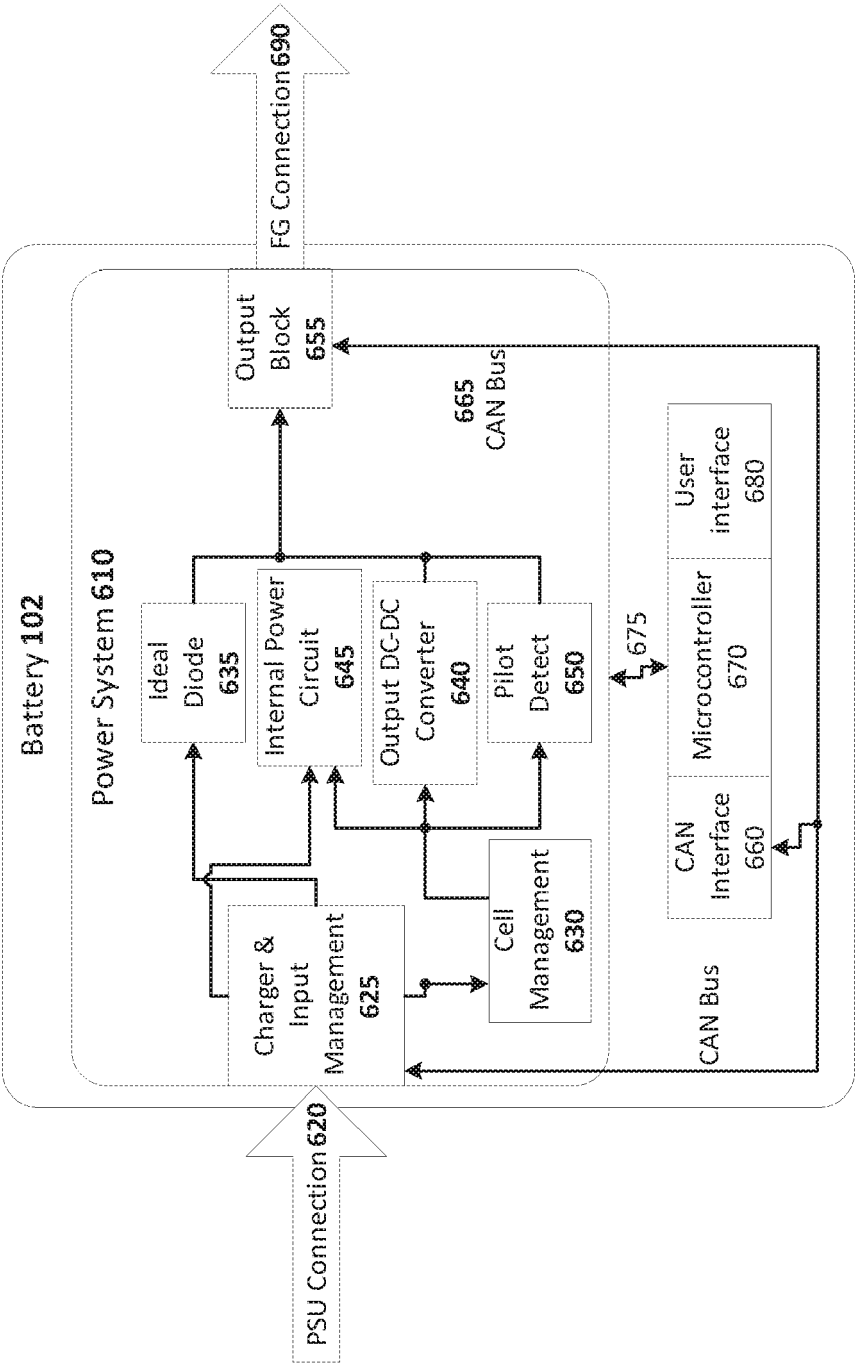 Battery 102
Power System 610
PSU Connection 620
Charger &
Input
Management
625
Cell
Management
630
Ideal
Diode
635
Internal Power
Circuit
645
Output DC-DC
Converter
640
Pilot
Detect
650
Output
Block
655
FG Connection 690
665
CAN Bus
675
CAN
Interface
660
Microcontroller
670
User
interface
680
CAN Bus